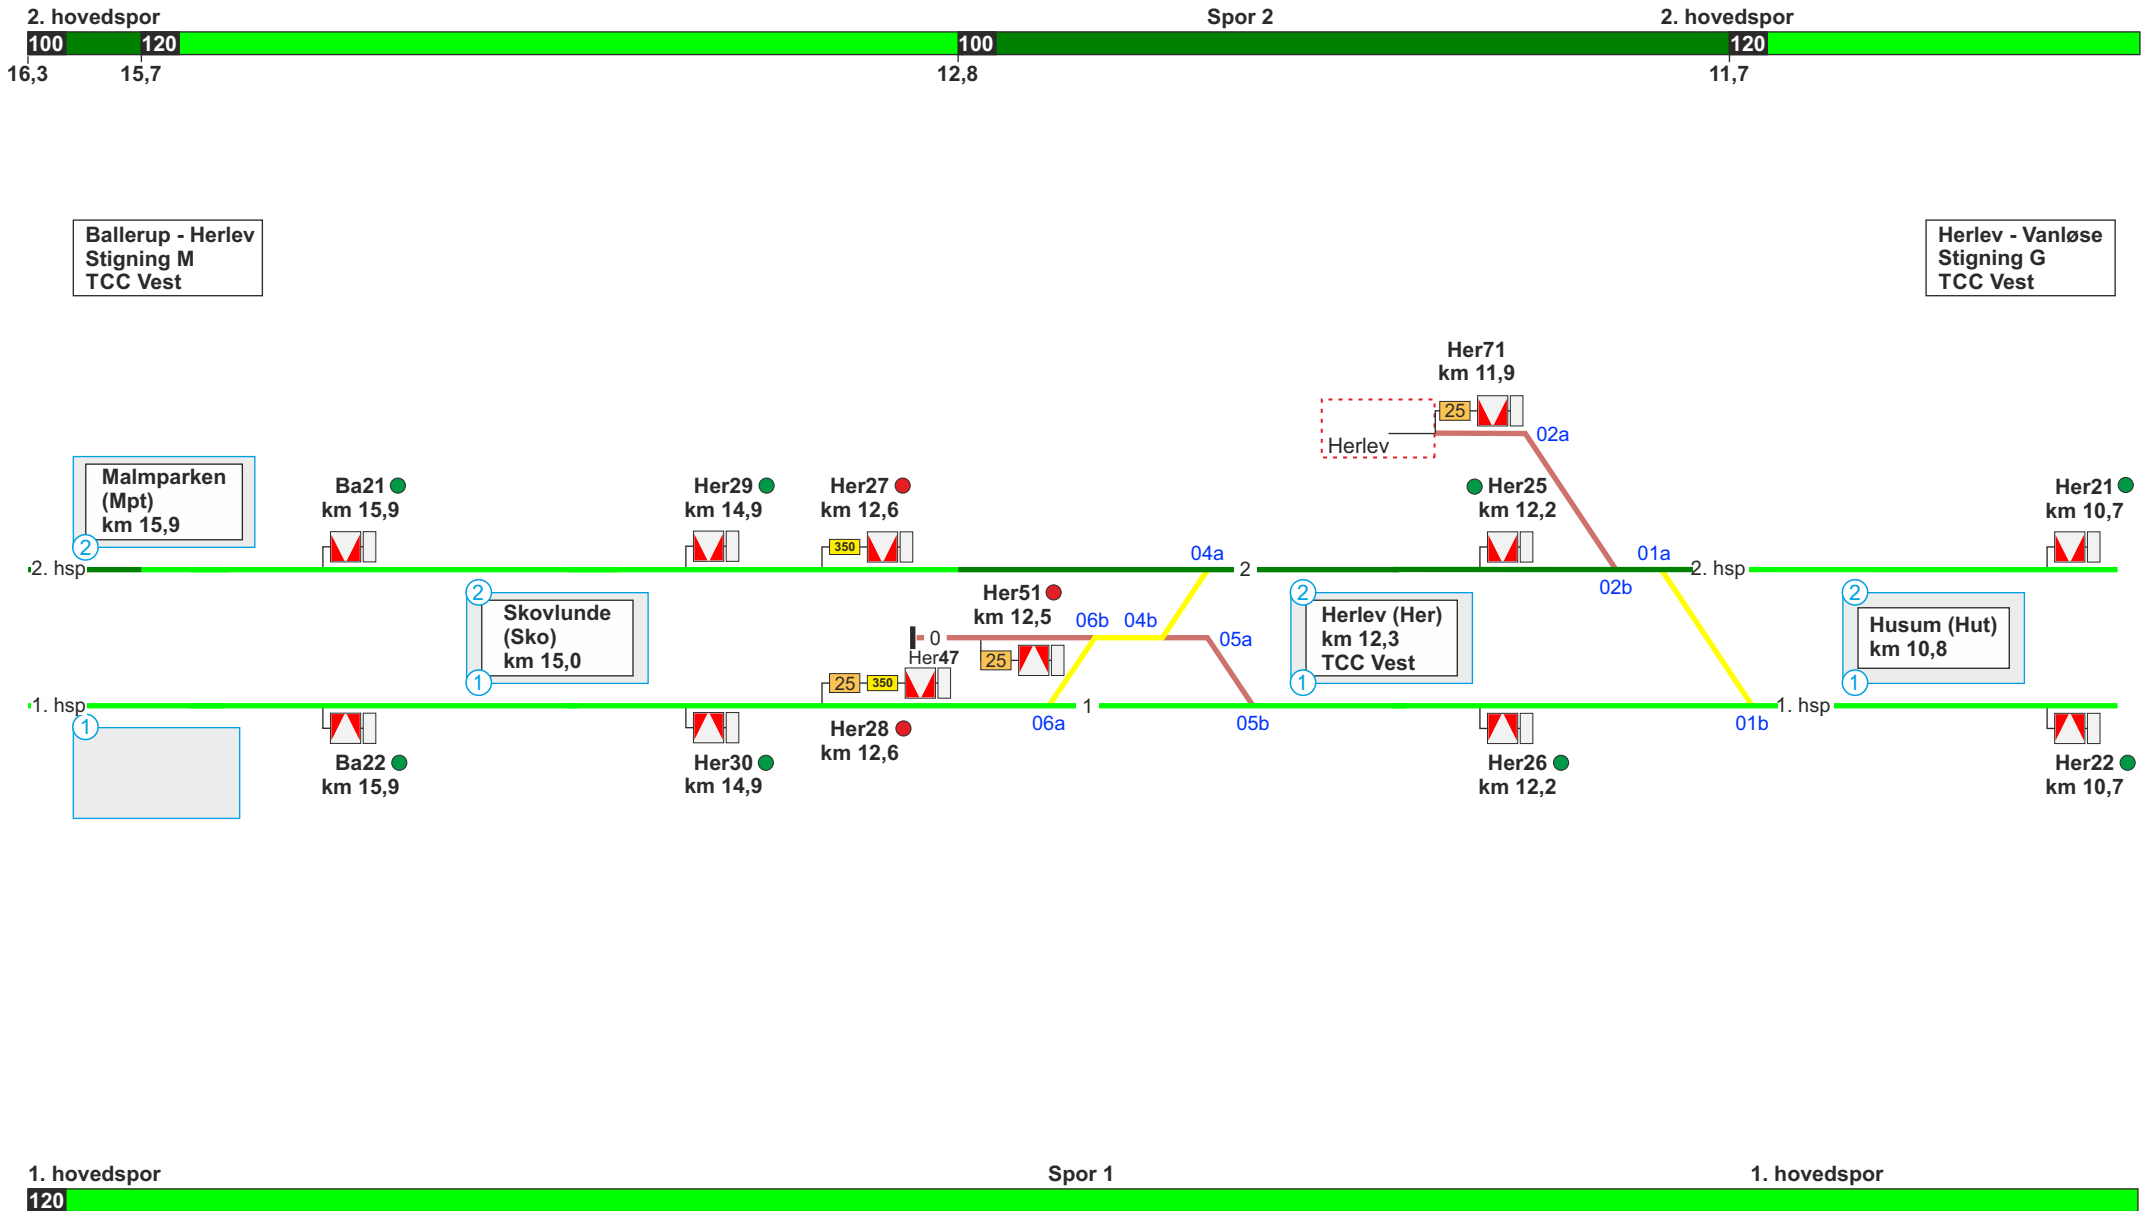 2. hovedspor
Spor 2
2. hovedspor
100
120
100
120
16,3
15,7
12,8
11,7
Ballerup - Herlev
Stigning M
TCC Vest
Herlev - Vanløse
Stigning G
TCC Vest
Her71
km 11,9
25
Herlev
02a
Malmparken
(Mpt)
km 15,9
2
Ba21
km 15,9
Her29
km 14,9
Her27
km 12,6
350
Her25
km 12,2
Her21
km 10,7
2. hsp
04a
2
01a
2. hsp
02b
2
Skovlunde
(Sko)
km 15,0
1
Her51
km 12,5
06b
04b
0
05a
Her47
25
25
350
2
Herlev (Her)
km 12,3
TCC Vest
1
2
Husum (Hut)
km 10,8
1
1. hsp
1
1. hsp
1
06a
05b
01b
Ba22
km 15,9
Her30
km 14,9
Her28
km 12,6
Her26
km 12,2
Her22
km 10,7
1. hovedspor
Spor 1
1. hovedspor
120